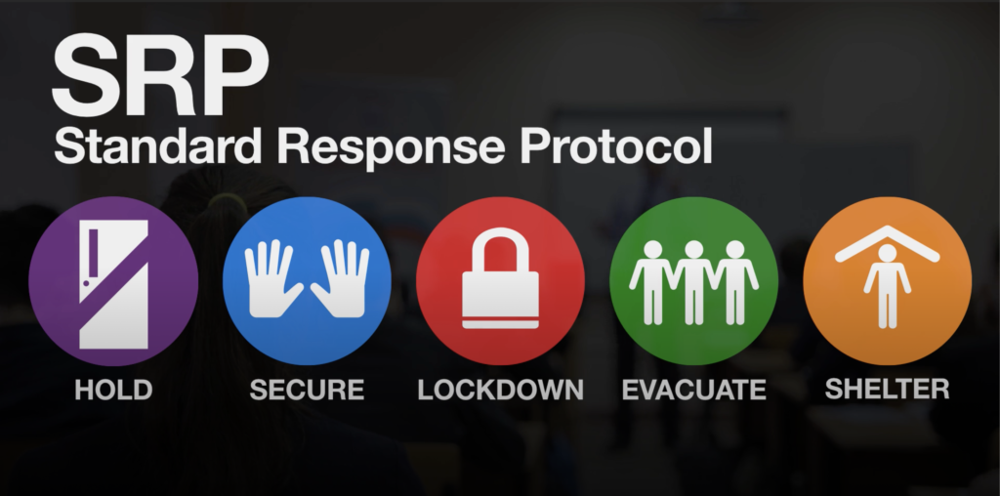 SRP
Standard Response Protocol
HOLD
SECURE
LOCKDOWN
EVACUATE
SHELTER